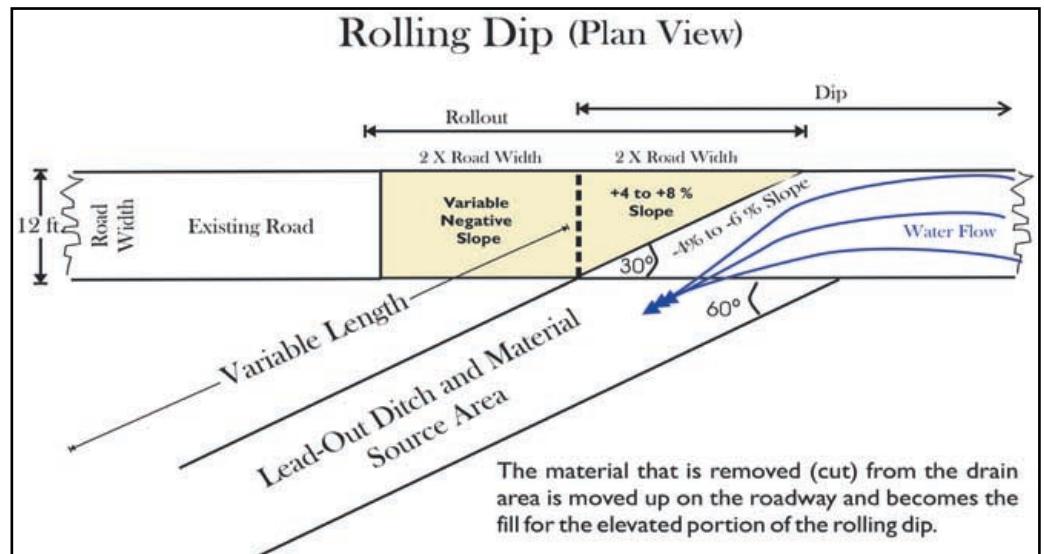 Rolling Dip (Plan View)
Dip
Rollout
2 X Road Width
2 X Road Width
12 ft.
Road
Width
Existing Road
Variable
Negative
Slope
+4 to +8 %
Slope
-4% to -6 % Slope
30°
Water Flow
60°
Variable Length
Lead-Out Ditch and Material
Source Area
The material that is removed (cut) from the drain
area is moved up on the roadway and becomes the
fill for the elevated portion of the rolling dip.